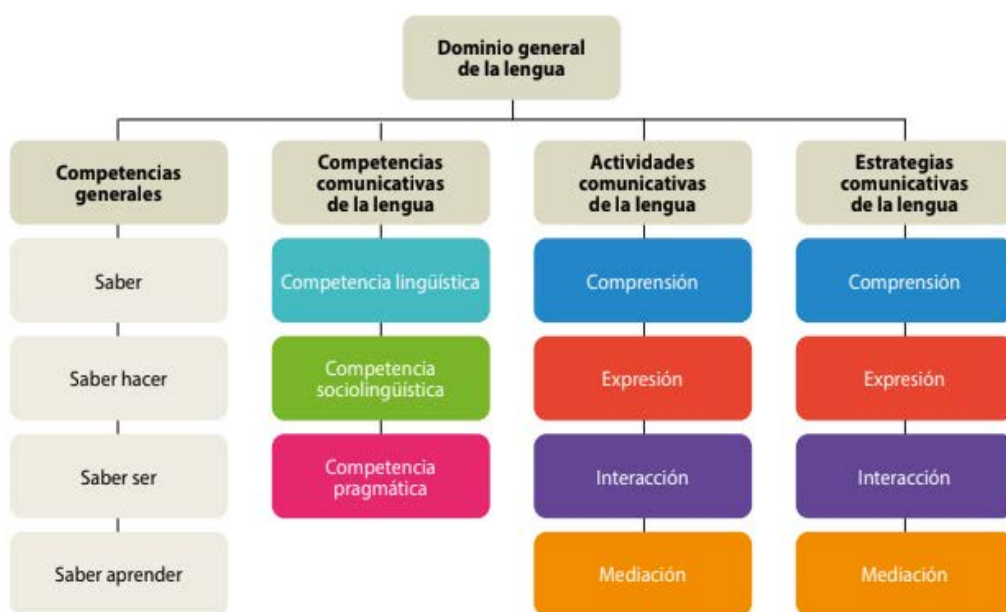 Dominio general
de la lengua
Competencias
generales
Saber
Saber hacer
Saber ser
Saber aprender
Competencias
comunicativas
de la lengua
Competencia lingüística
Competencia
sociolingüística
Competencia
pragmática
Actividades
comunicativas
de la lengua
Comprensión
Expresión
Interacción
Mediación
Estrategias
comunicativas
de la lengua
Comprensión
Expresión
Interacción
Mediación